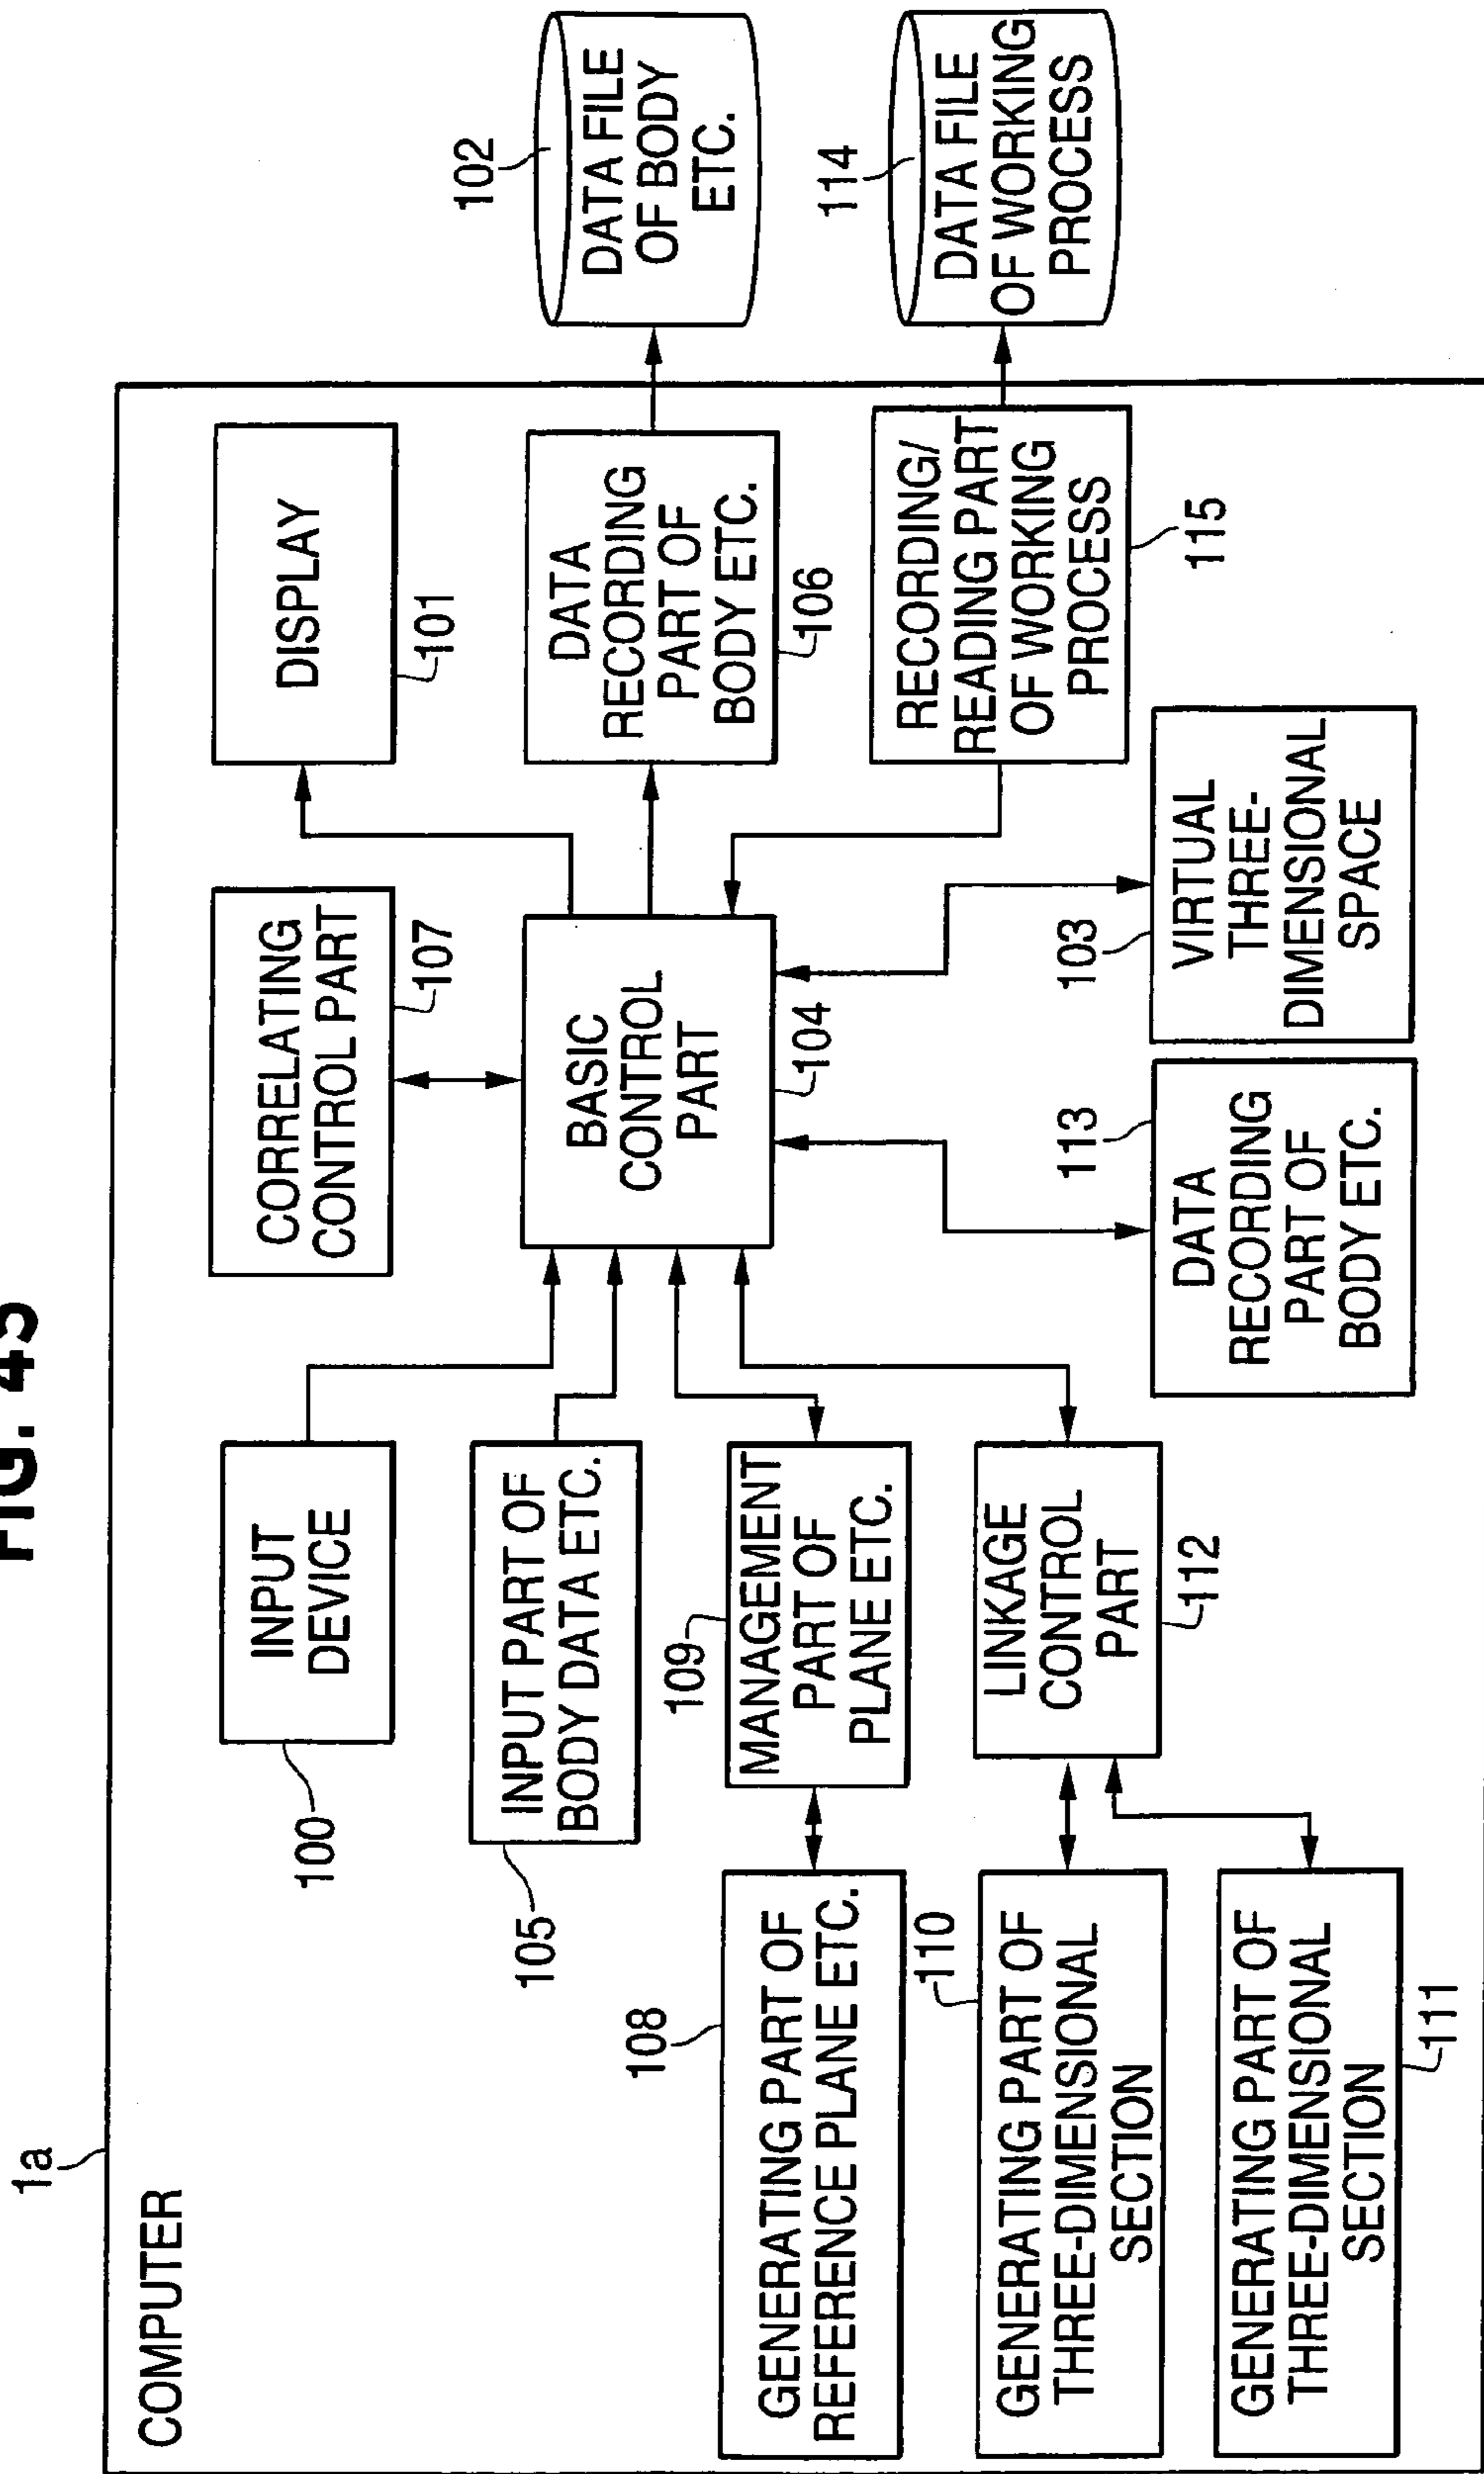 FIG.
1a
COMPUTER
INPUT
DEVICE
100
CORRELATING
CONTROL PART
107
DISPLAY
101
INPUT PART OF
BODY DATA ETC.
105
BASIC
CONTROL
PART
104
DATA
RECORDING
PART OF
BODY ETC.
106
102
DATA FILE
OF BODY
ETC.
108
GENERATING PART OF
REFERENCE PLANE ETC.
109
MANAGEMENT
PART OF
PLANE ETC.
RECORDING/
READING PART
OF WORKING
PROCESS
115
114
DATA FILE
OF WORKING
PROCESS
110
GENERATING PART OF
THREE-DIMENSIONAL
SECTION
LINKAGE
CONTROL
PART
112
113
DATA
RECORDING
PART OF
BODY ETC.
103
VIRTUAL
THREE-
DIMENSIONAL
SPACE
GENERATING PART OF
THREE-DIMENSIONAL
SECTION
111